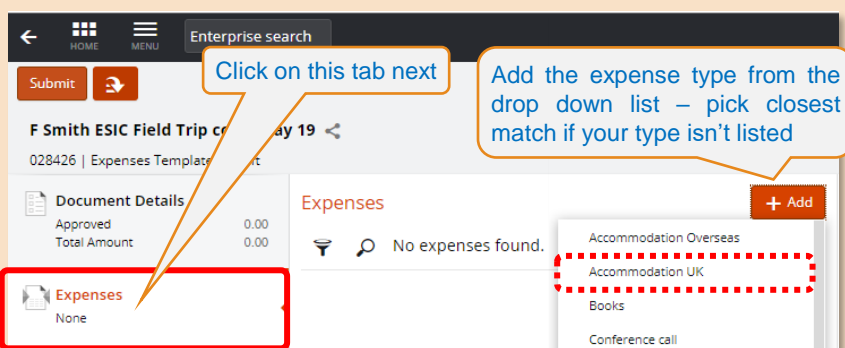 HOME
MENU
Enterprise search
Click on this tab next
Add the expense type from the
drop down list – pick closest
match if your type isn't listed
Submit
F Smith ESIC Field Trip ay 19
028426 | Expenses
Document Details
Approved 0.00
Total Amount 0.00
Expenses
None
Expenses
+ Add
No expenses found.
Accommodation Overseas
Accommodation UK
Books
Conference call